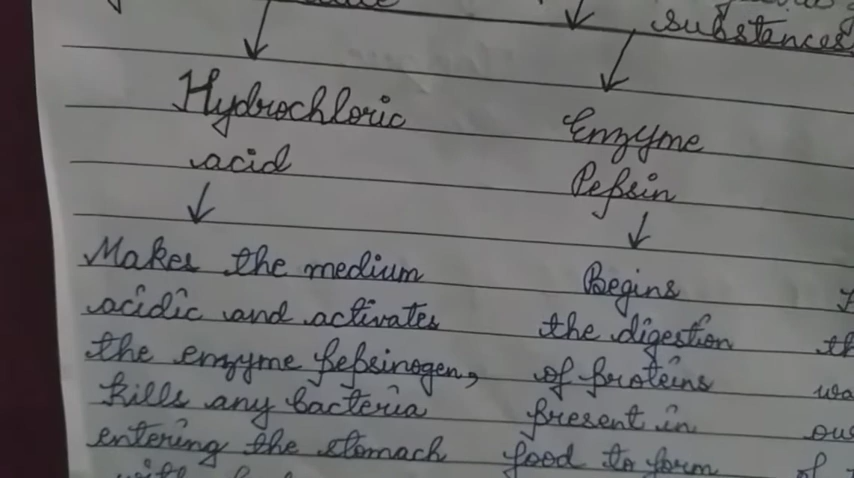 substances
Hydrochloric
acid
Makes the medium
acidic and activates
the enzyme pepsinogen,
kills any bacteria
entering the stomach
Enzyme
Pepsin
Begins
the digestion
of proteins
present in
food to form